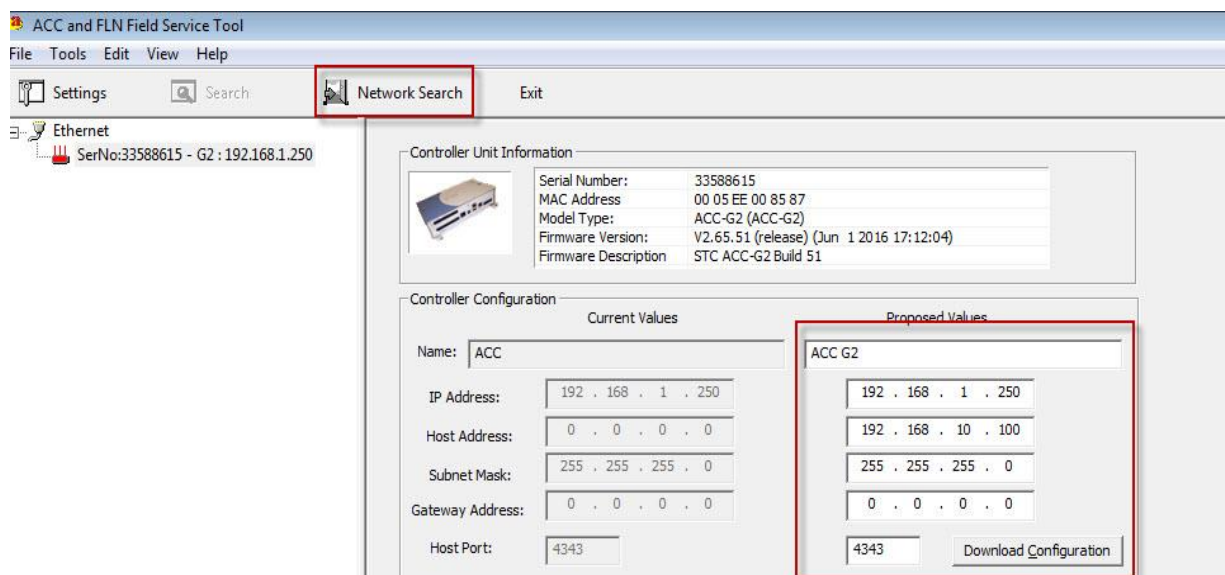 ACC and FLN Field Service Tool
File Tools Edit View Help
Settings Search Network Search Exit
Ethernet
SerNo:33588615 - G2 : 192.168.1.250
Controller Unit Information
Serial Number: 33588615
MAC Address 00 05 EE 00 85 87
Model Type: ACC-G2 (ACC-G2)
Firmware Version: V2.65.51 (release) (Jun 1 2016 17:12:04)
Firmware Description STC ACC-G2 Build 51
Controller Configuration
Current Values Proposed Values
Name: ACC ACC G2
IP Address: 192 . 168 . 1 . 250 192 . 168 . 1 . 250
Host Address: 0 . 0 . 0 . 0 192 . 168 . 10 . 100
Subnet Mask: 255 . 255 . 255 . 0 255 . 255 . 255 . 0
Gateway Address: 0 . 0 . 0 . 0 0 . 0 . 0 . 0
Host Port: 4343 4343 Download Configuration